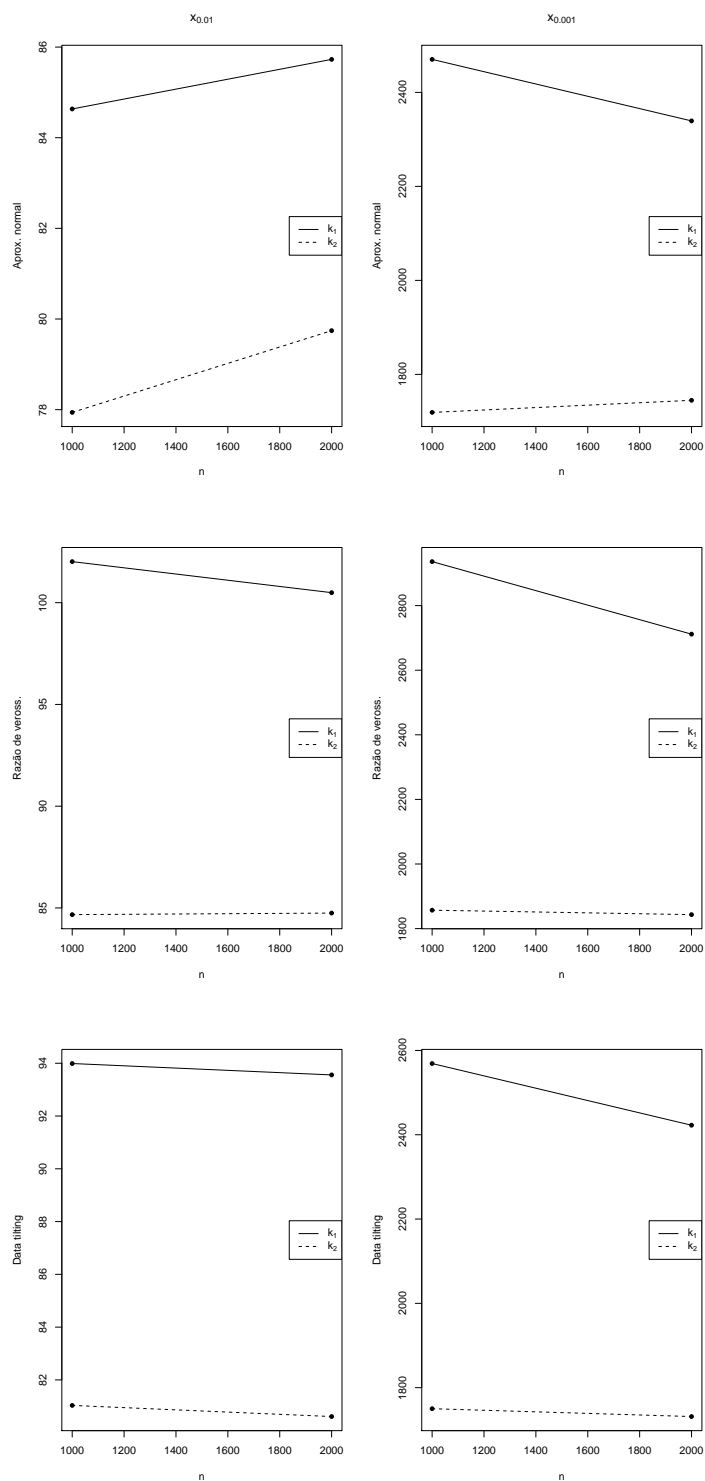 x0.01
x0.001
86
84
82
80
78
Aprox. normal
k1
k2
1000 1200 1400 1600 1800 2000
n
2400
2200
2000
1800
Aprox. normal
k1
k2
1000 1200 1400 1600 1800 2000
n
100
95
90
85
Razão de veross.
k1
k2
1000 1200 1400 1600 1800 2000
n
2800
2600
2400
2200
2000
1800
Razão de veross.
k1
k2
1000 1200 1400 1600 1800 2000
n
94
92
90
88
86
84
82
Data tilting
k1
k2
1000 1200 1400 1600 1800 2000
n
2600
2400
2200
2000
1800
Data tilting
k1
k2
1000 1200 1400 1600 1800 2000
n